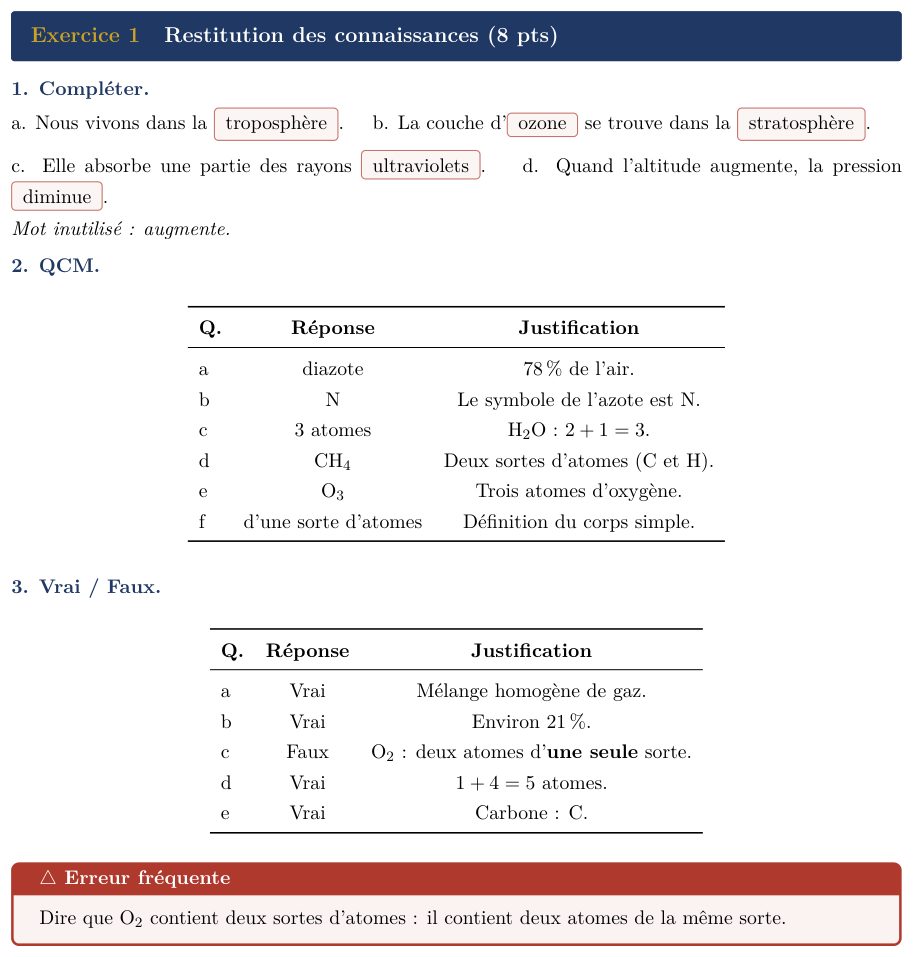 Exercice 1 Restitution des connaissances (8 pts)
1. Compléter.
a. Nous vivons dans la troposphère. b. La couche d'ozone se trouve dans la stratosphère.
c. Elle absorbe une partie des rayons ultraviolets. d. Quand l'altitude augmente, la pression
diminue.
Mot inutilisé : augmente.
2. QCM.
Q. Réponse Justification
a diazote 78 % de l'air.
b N Le symbole de l'azote est N.
c 3 atomes H₂O : 2 + 1 = 3.
d CH₄ Deux sortes d'atomes (C et H).
e O₃ Trois atomes d'oxygène.
f d'une sorte d'atomes Définition du corps simple.
3. Vrai / Faux.
Q. Réponse Justification
a Vrai Mélange homogène de gaz.
b Vrai Environ 21 %.
c Faux O₂ : deux atomes d'une seule sorte.
d Vrai 1 + 4 = 5 atomes.
e Vrai Carbone : C.
△ Erreur fréquente
Dire que O₂ contient deux sortes d'atomes : il contient deux atomes de la même sorte.